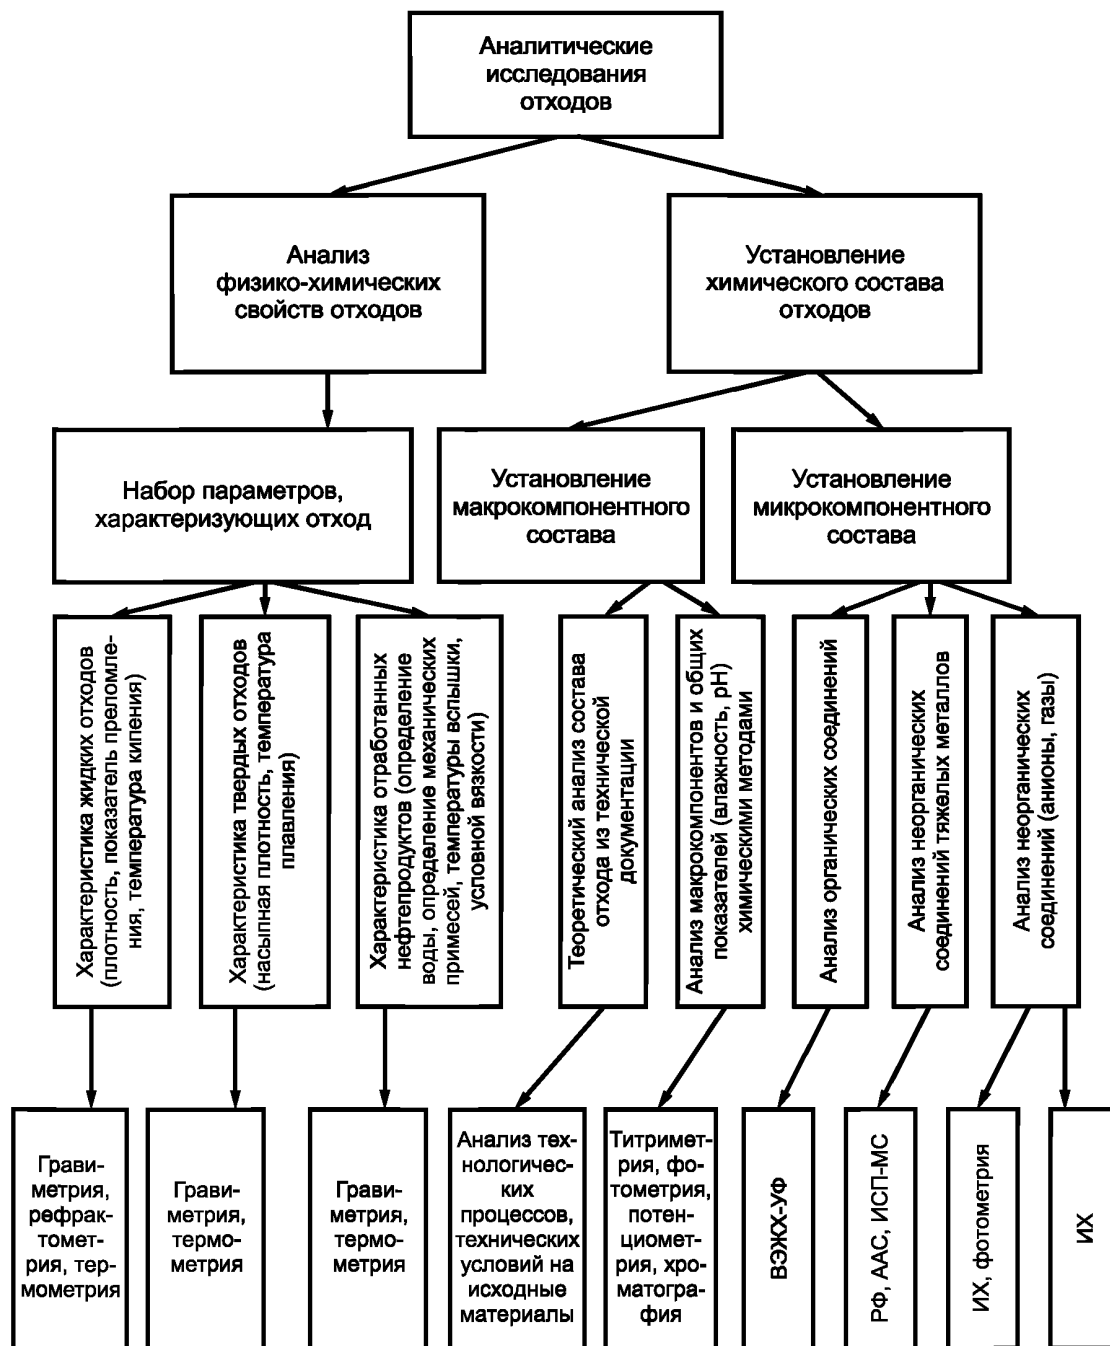 Аналитические
исследования
отходов
Анализ
физико-химических
свойств отходов
Установление
химического состава
отходов
Набор параметров,
характеризующих отход
Установление
макрокомпонентного
состава
Установление
микрокомпонентного
состава
Характеристика жидких отходов
(плотность, показатель преломле-
ния, температура кипения)
Характеристика твердых отходов
(насыпная плотность, температура
плавления)
Характеристика отработанных
нефтепродуктов (определение
воды, определение механических
примесей, температуры вспышки,
условной вязкости)
Теоретический анализ состава
отхода из технической
документации
Анализ макрокомпонентов и общих
показателей (влажность, pH)
химическими методами
Анализ органических соединений
Анализ неорганических
соединений тяжелых металлов
Анализ неорганических
соединений (анионы, газы)
Грави-
метрия,
рефрак-
тометр-
рия, тер-
мометрия
Грави-
метрия,
термо-
метрия
Грави-
метрия,
термо-
метрия
Анализ тех-
нологичес-
ких
процессов,
технических
условий на
исходные
материалы
Титримет-
рия, фо-
тометрия,
потен-
циомет-
рия, хро-
матогра-
фия
ВЭЖХ-УФ
РФ, ААС, ИСП-МС
ИХ, фотометрия
ИХ